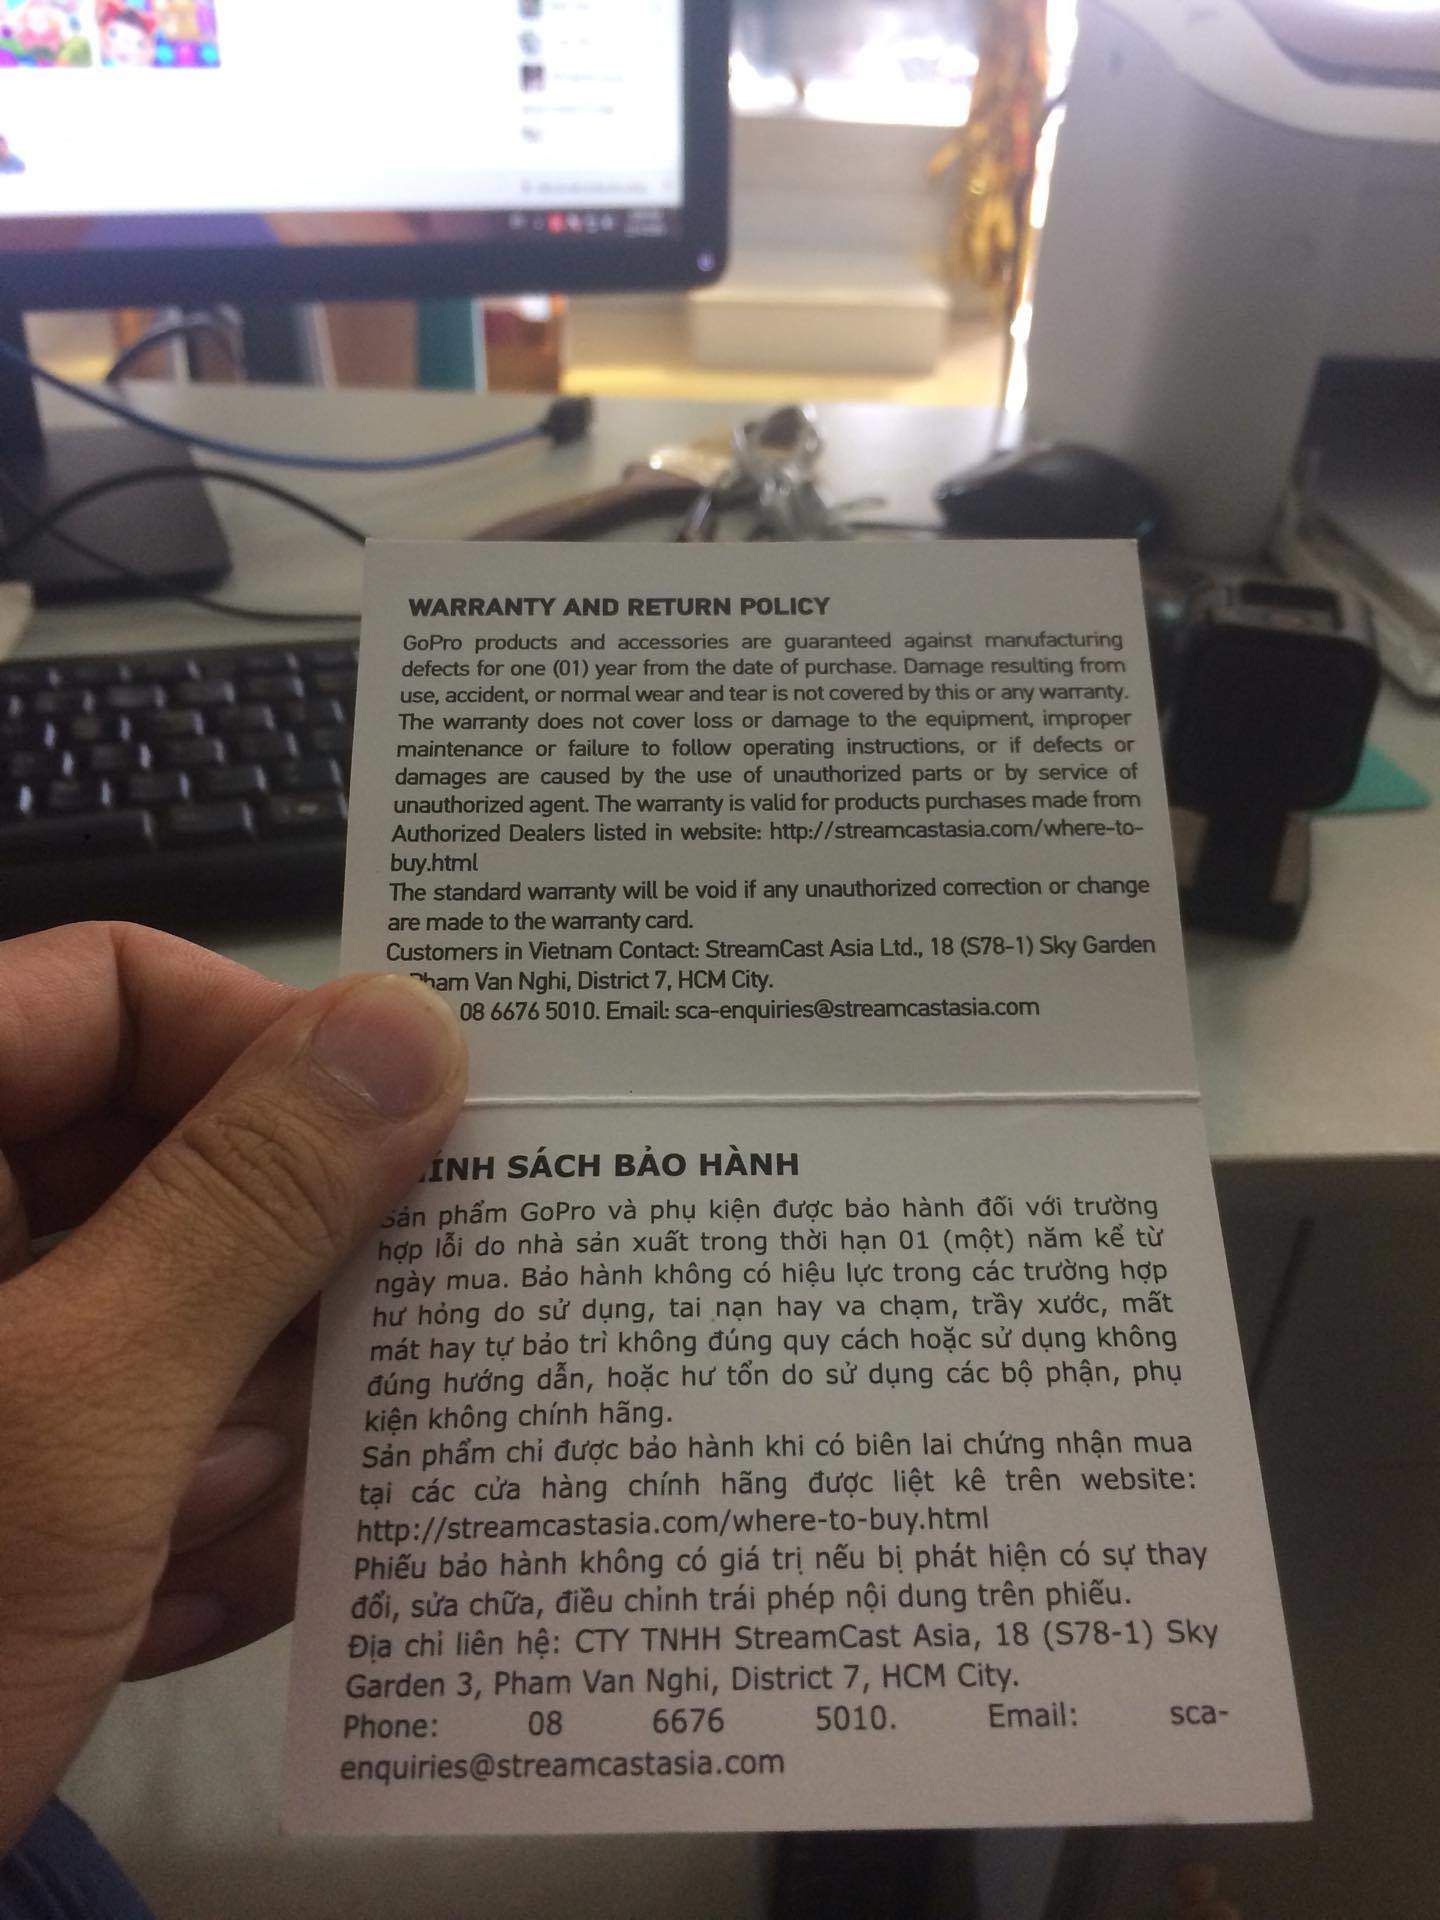 WARRANTY AND RETURN POLICY
GoPro products and accessories are guaranteed against manufacturing
defects for one (01) year from the date of purchase. Damage resulting from
use, accident, or normal wear and tear is not covered by this or any warranty.
The warranty does not cover loss or damage to the equipment, improper
maintenance or failure to follow operating instructions, or if defects or
damages are caused by the use of unauthorized parts or by service of
unauthorized agent. The warranty is valid for products purchases made from
Authorized Dealers listed in website: http://streamcastasia.com/where-to-
buy.html
The standard warranty will be void if any unauthorized correction or change
are made to the warranty card.
Customers in Vietnam Contact: StreamCast Asia Ltd., 18 (S78-1) Sky Garden
Pham Van Nghi, District 7, HCM City.
08 6676 5010. Email: sca-enquiries@streamcastasia.com
SÁCH BẢO HÀNH
Sản phẩm GoPro và phụ kiện được bảo hành đối với trường
hợp lỗi do nhà sản xuất trong thời hạn 01 (một) năm kể từ
ngày mua. Bảo hành không có hiệu lực trong các trường hợp
hư hỏng do sử dụng, tai nạn hay va chạm, trầy xước, mất
mát hay tự bảo trì không đúng quy cách hoặc sử dụng không
đúng hướng dẫn, hoặc hư tổn do sử dụng các bộ phận, phụ
kiện không chính hãng.
Sản phẩm chỉ được bảo hành khi có biên lai chứng nhận mua
tại các cửa hàng chính hãng được liệt kê trên website:
http://streamcastasia.com/where-to-buy.html
Phiếu bảo hành không có giá trị nếu bị phát hiện có sự thay
đổi, sửa chữa, điều chỉnh trái phép nội dung trên phiếu.
Địa chỉ liên hệ: CTY TNHH StreamCast Asia, 18 (S78-1) Sky
Garden 3, Pham Van Nghi, District 7, HCM City.
Phone: 08 6676 5010. Email: sca-
enquiries@streamcastasia.com